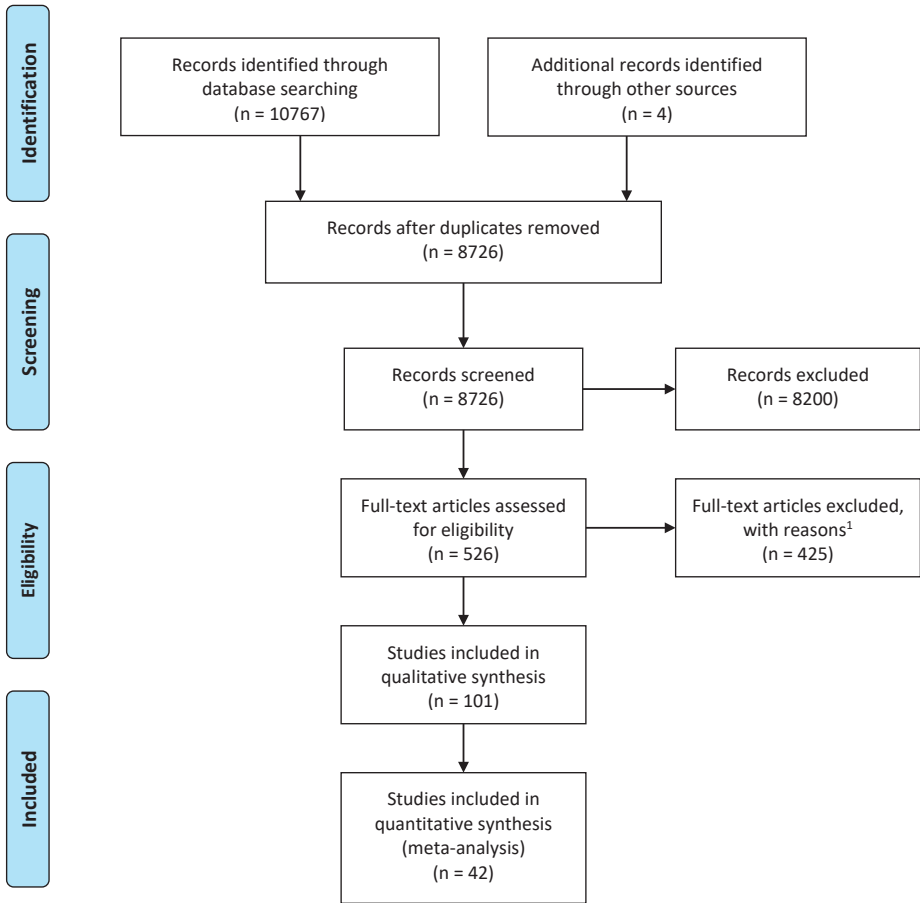 Identification
Records identified through
database searching
(n = 10767)
Additional records identified
through other sources
(n = 4)
Records after duplicates removed
(n = 8726)
Screening
Records screened
(n = 8726)
Records excluded
(n = 8200)
Eligibility
Full-text articles assessed
for eligibility
(n = 526)
Full-text articles excluded,
with reasons¹
(n = 425)
Studies included in
qualitative synthesis
(n = 101)
Included
Studies included in
quantitative synthesis
(meta-analysis)
(n = 42)